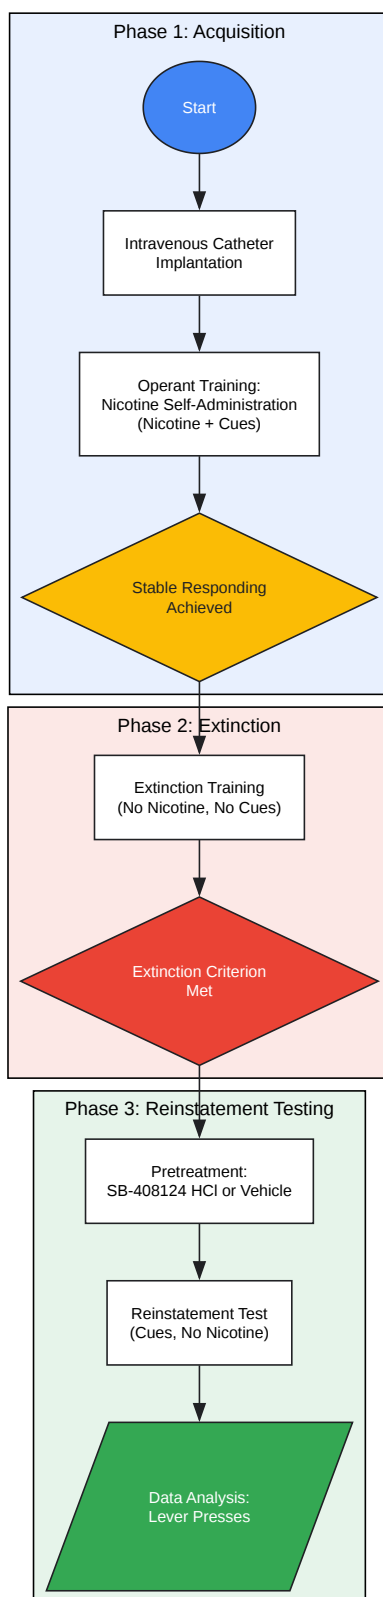 Phase 1: Acquisition
Start
Intravenous Catheter
Implantation
Operant Training:
Nicotine Self-Administration
(Nicotine + Cues)
Stable Responding
Achieved
Phase 2: Extinction
Extinction Training
(No Nicotine, No Cues)
Extinction Criterion
Met
Phase 3: Reinstatement Testing
Pretreatment:
SB-408124 HCl or Vehicle
Reinstatement Test
(Cues, No Nicotine)
Data Analysis:
Lever Presses